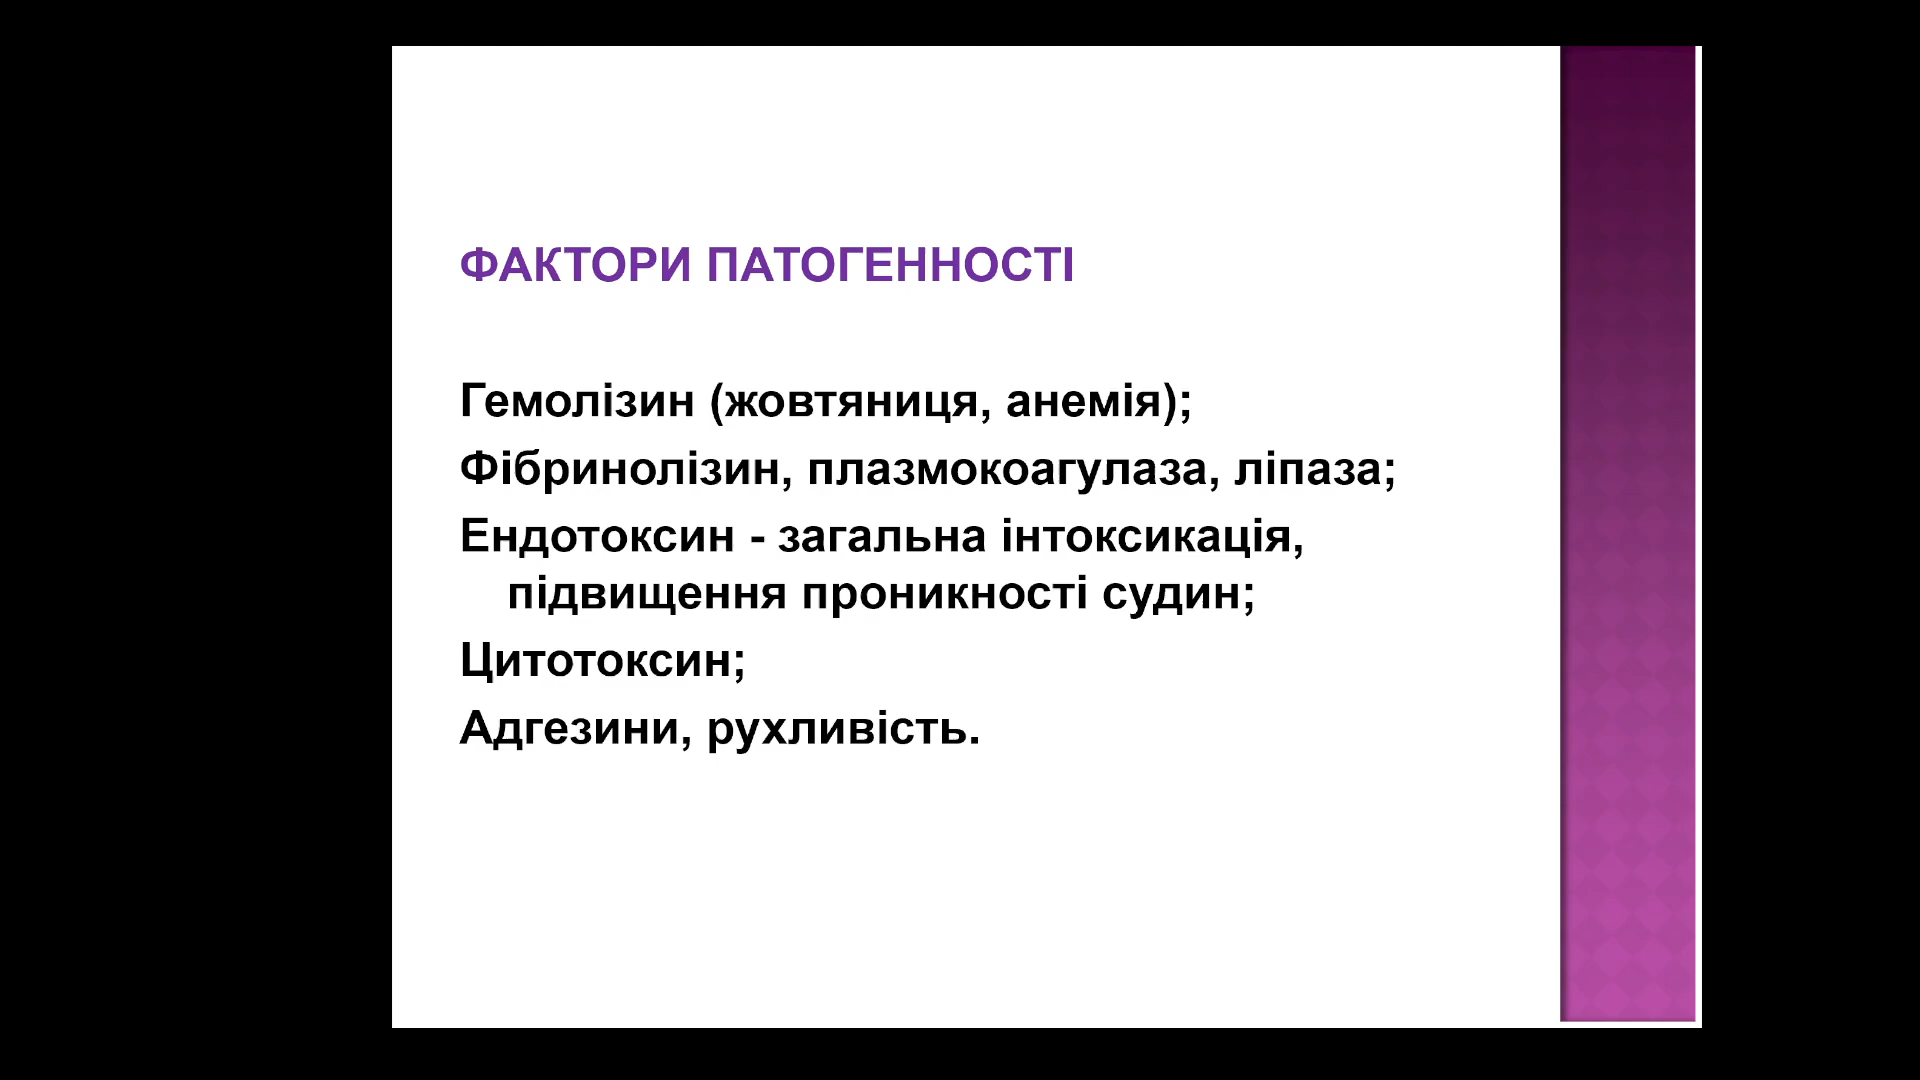 ФАКТОРИ ПАТОГЕННОСТІ
Гемолізин (жовтяниця, анемія);
Фібринолізин, плазмокоагулаза, ліпаза;
Ендотоксин - загальна інтоксикація,
підвищення проникності судин;
Цитотоксин;
Адгезини, рухливість.